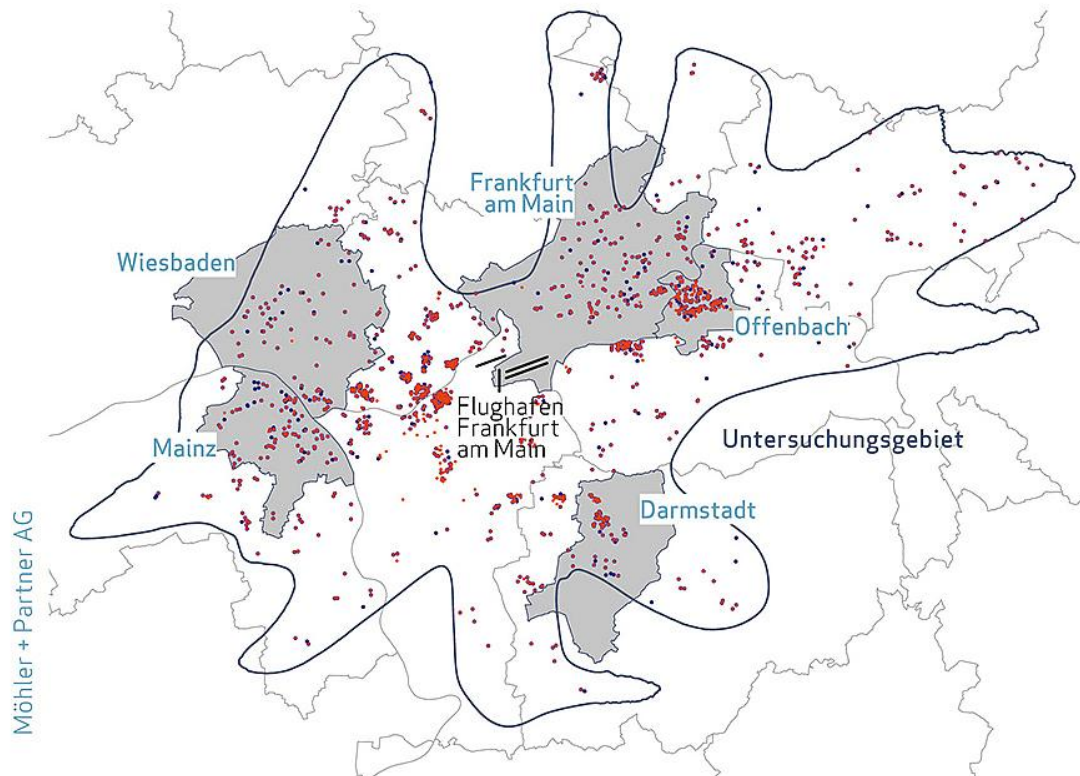 Frankfurt
am Main
Wiesbaden
Offenbach
Flughafen
Frankfurt
am Main
Untersuchungsgebiet
Mainz
Darmstadt
Möhler + Partner AG